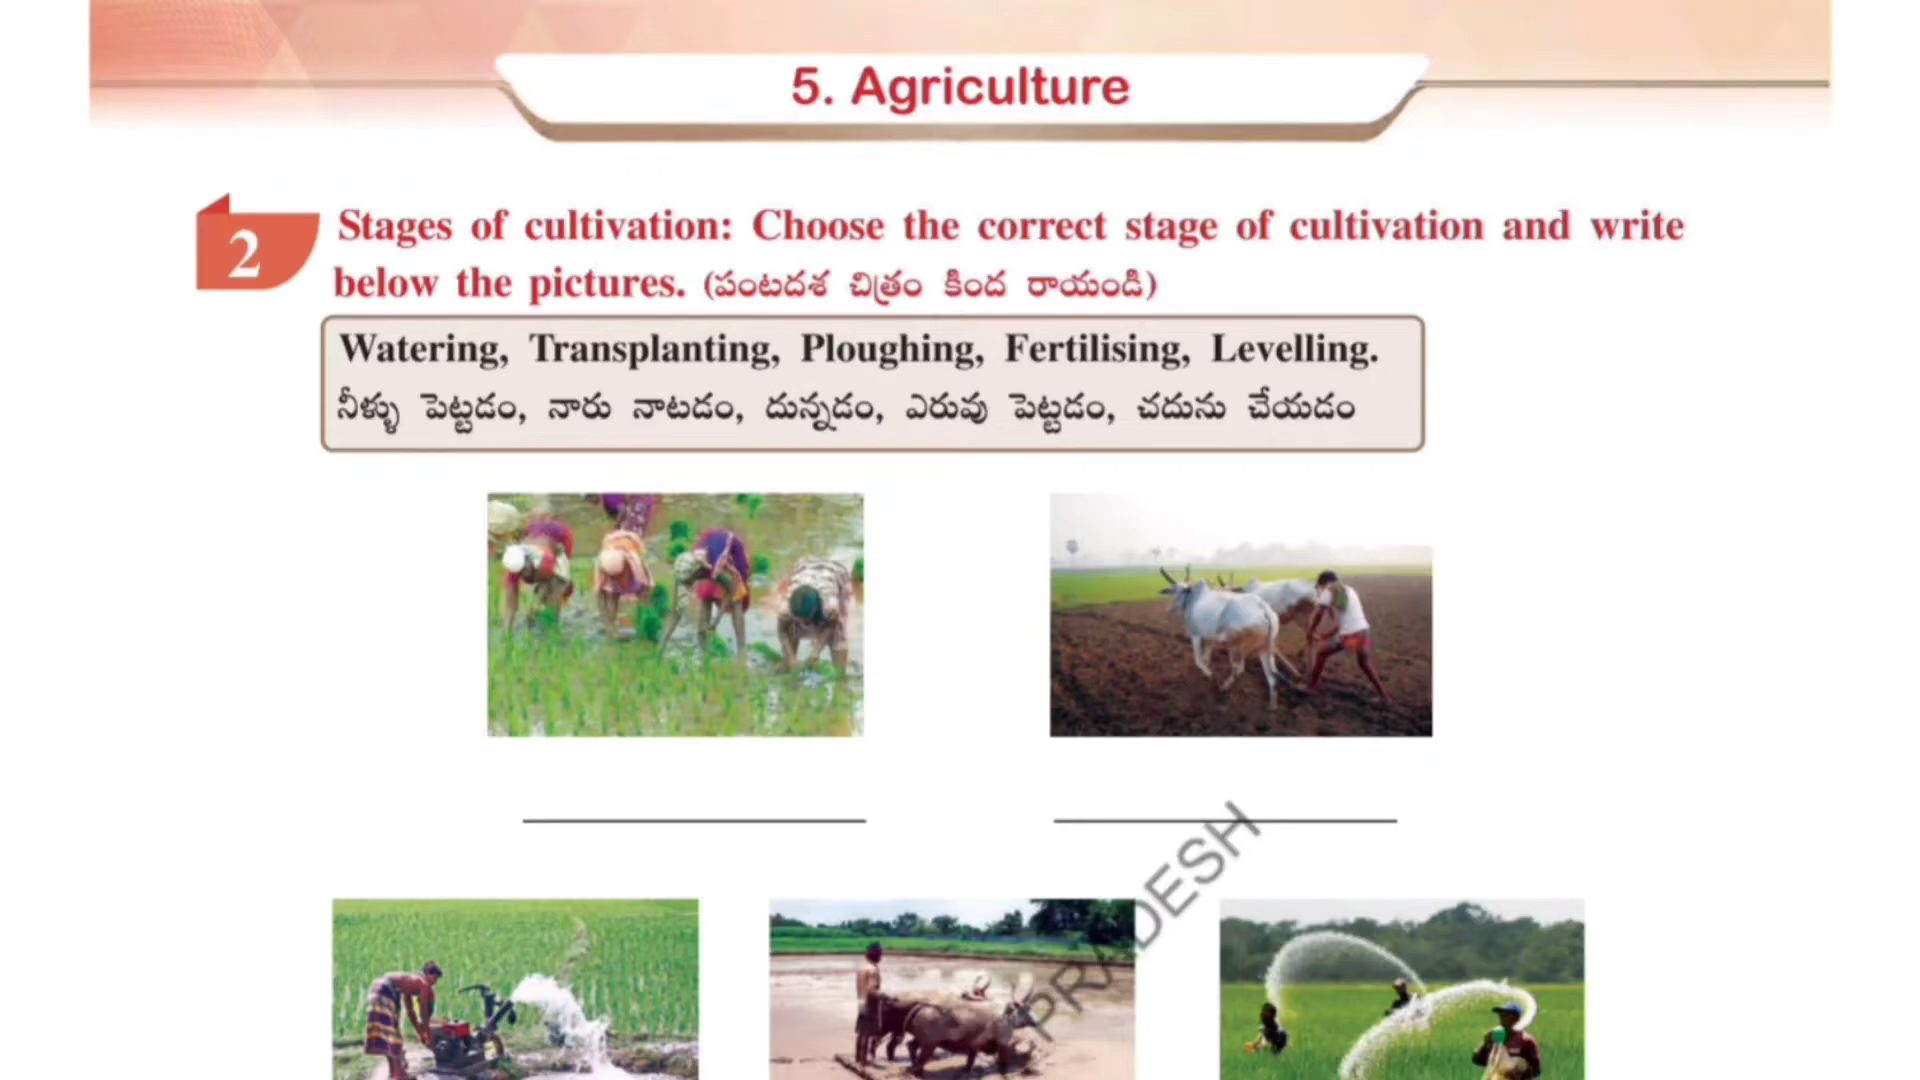 5. Agriculture
2
Stages of cultivation: Choose the correct stage of cultivation and write
below the pictures. (పంటదశ చిత్రం కింద రాయండి)
Watering, Transplanting, Ploughing, Fertilising, Levelling.
నీళ్ళు పెట్టడం, నారు నాటడం, దున్నడం, ఎరువు పెట్టడం, చదును చేయడం
PRADESH